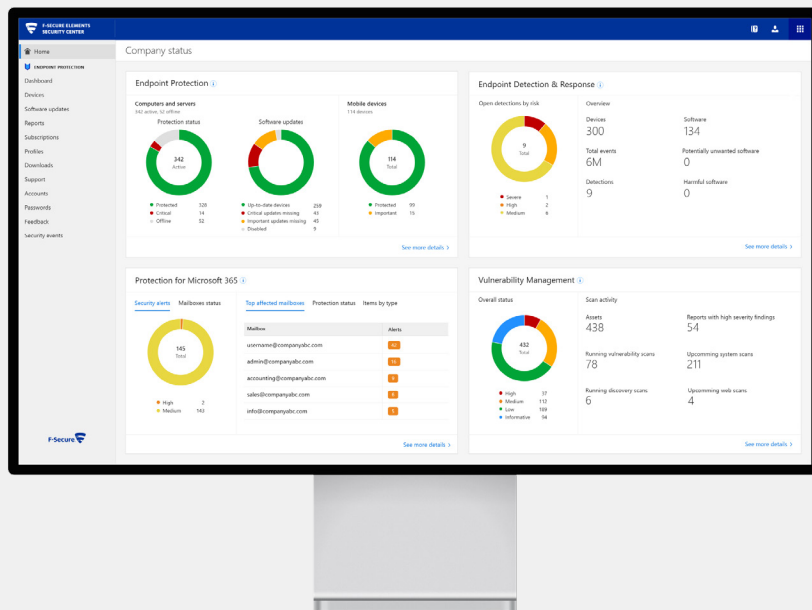 F-SECURE ELEMENTS
SECURITY CENTER
Home
ENDPOINT PROTECTION
Dashboard
Devices
Software updates
Reports
Subscriptions
Profiles
Downloads
Support
Accounts
Passwords
Feedback
Security events
F-Secure
Company status
Endpoint Protection
Computers and servers
342 active, 52 offline
Protection status
342
Active
Protected 328
Critical 14
Offline 52
Software updates
Up-to-date devices 259
Critical updates missing 43
Important updates missing 45
Disabled 9
Mobile devices
114 devices
114
Total
Protected 99
Important 15
See more details >
Endpoint Detection & Response
Open detections by risk
9
Total
Severe 1
High 2
Medium 6
Overview
Devices
300
Software
134
Total events
6M
Potentially unwanted software
0
Detections
9
Harmful software
0
See more details >
Protection for Microsoft 365
Security alerts Mailboxes status
145
Total
High 2
Medium 143
Top affected mailboxes Protection status Items by type
Mailbox Alerts
username@companyabc.com
admin@companyabc.com
accounting@companyabc.com
sales@companyabc.com
info@companyabc.com
See more details >
Vulnerability Management
Overall status
432
Total
High 37
Medium 112
Low 189
Informative 94
Scan activity
Assets
438
Reports with high severity findings
54
Running vulnerability scans
78
Upcomming system scans
211
Running discovery scans
6
Upcomming web scans
4
See more details >